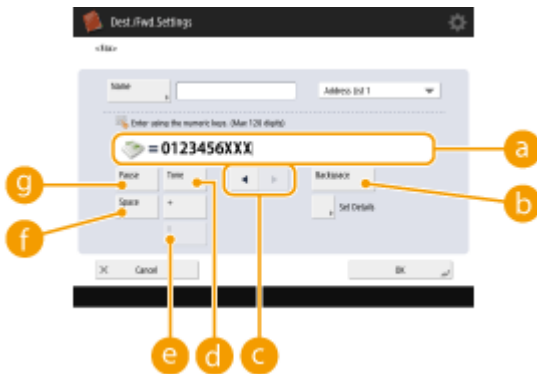 Dest./Fwd.Settings
<Fax>
Name
Address List 1
Enter using the numeric keys. (Max 120 digits)
= 0123456XXX
a
Pause
Tone
Backspace
g
b
Space
+
Set Details
f
Cancel
OK
e
d
c